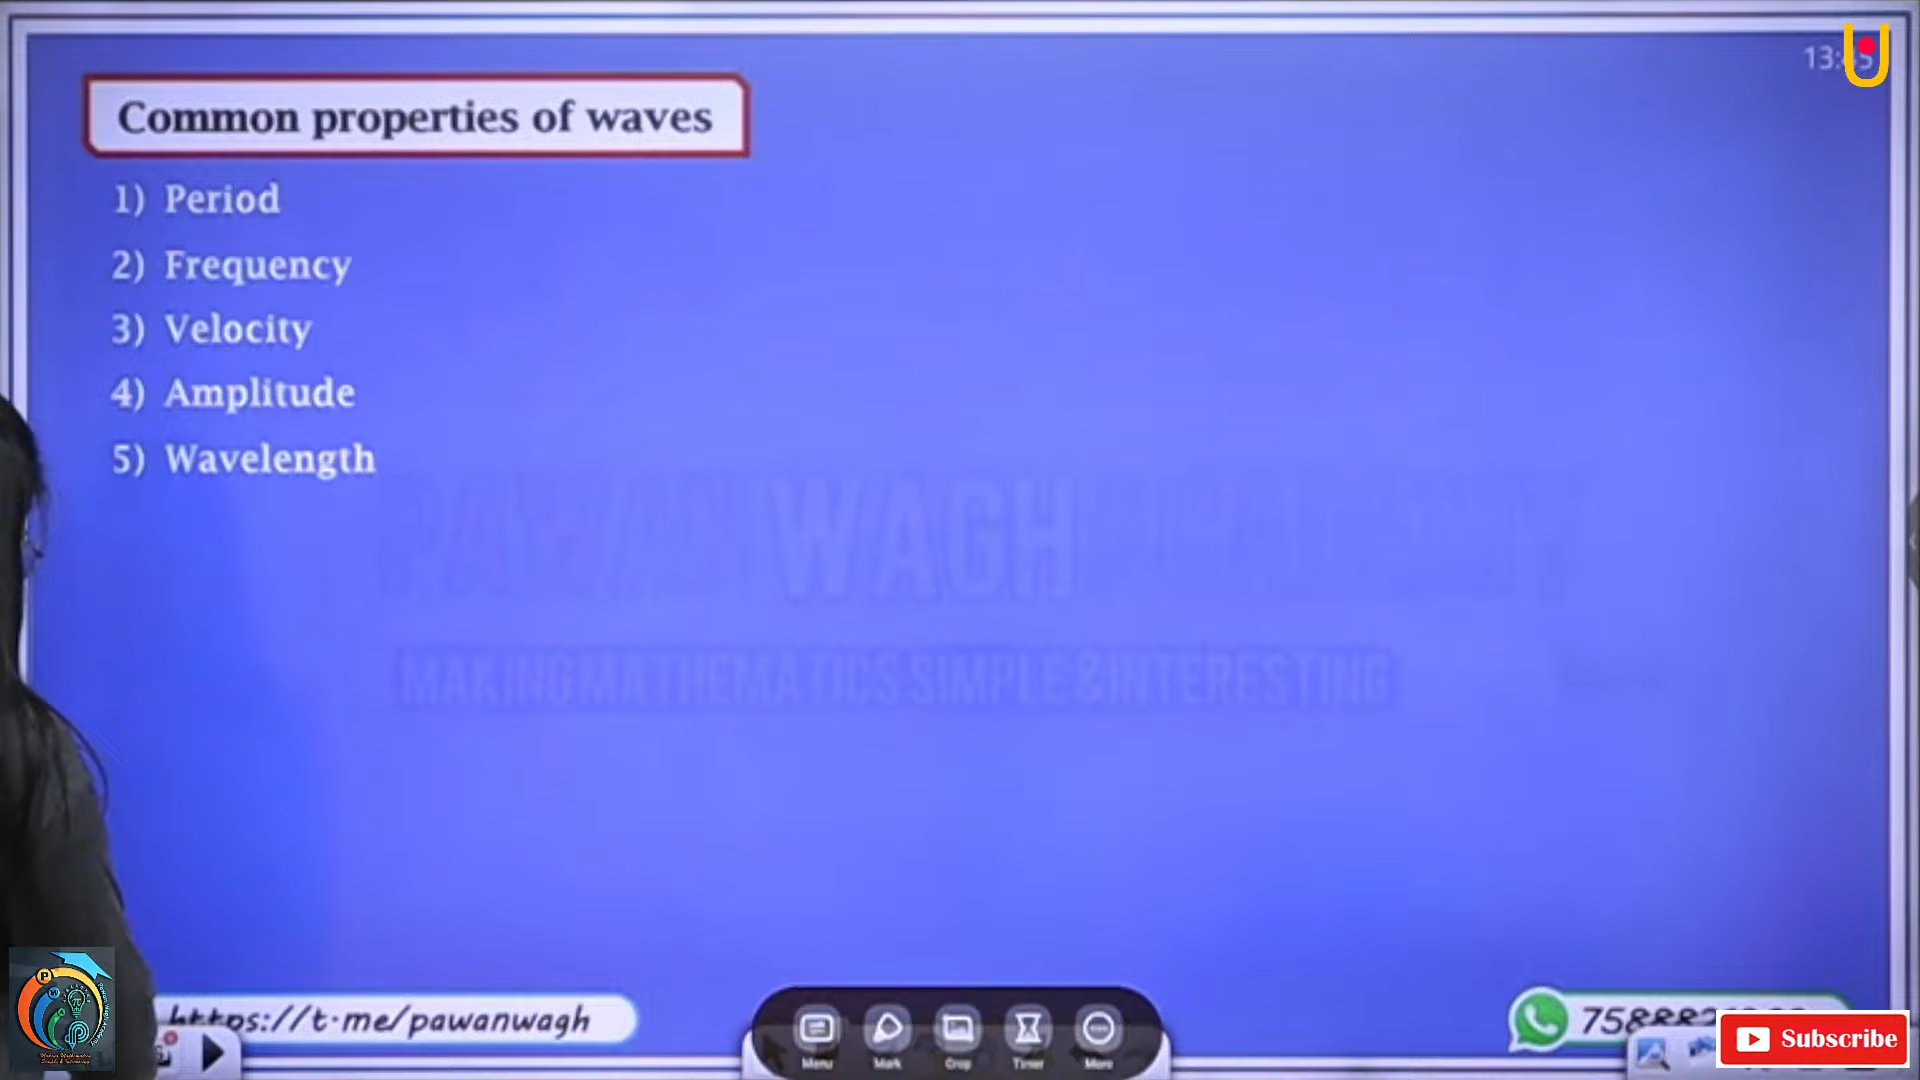 Common properties of waves
1) Period
2) Frequency
3) Velocity
4) Amplitude
5) Wavelength
PAWAN WAGH
MAKING MATHEMATICS SIMPLE & INTERESTING
https://t.me/pawanwagh
Menu
Mark
Crop
Timer
More
Subscribe